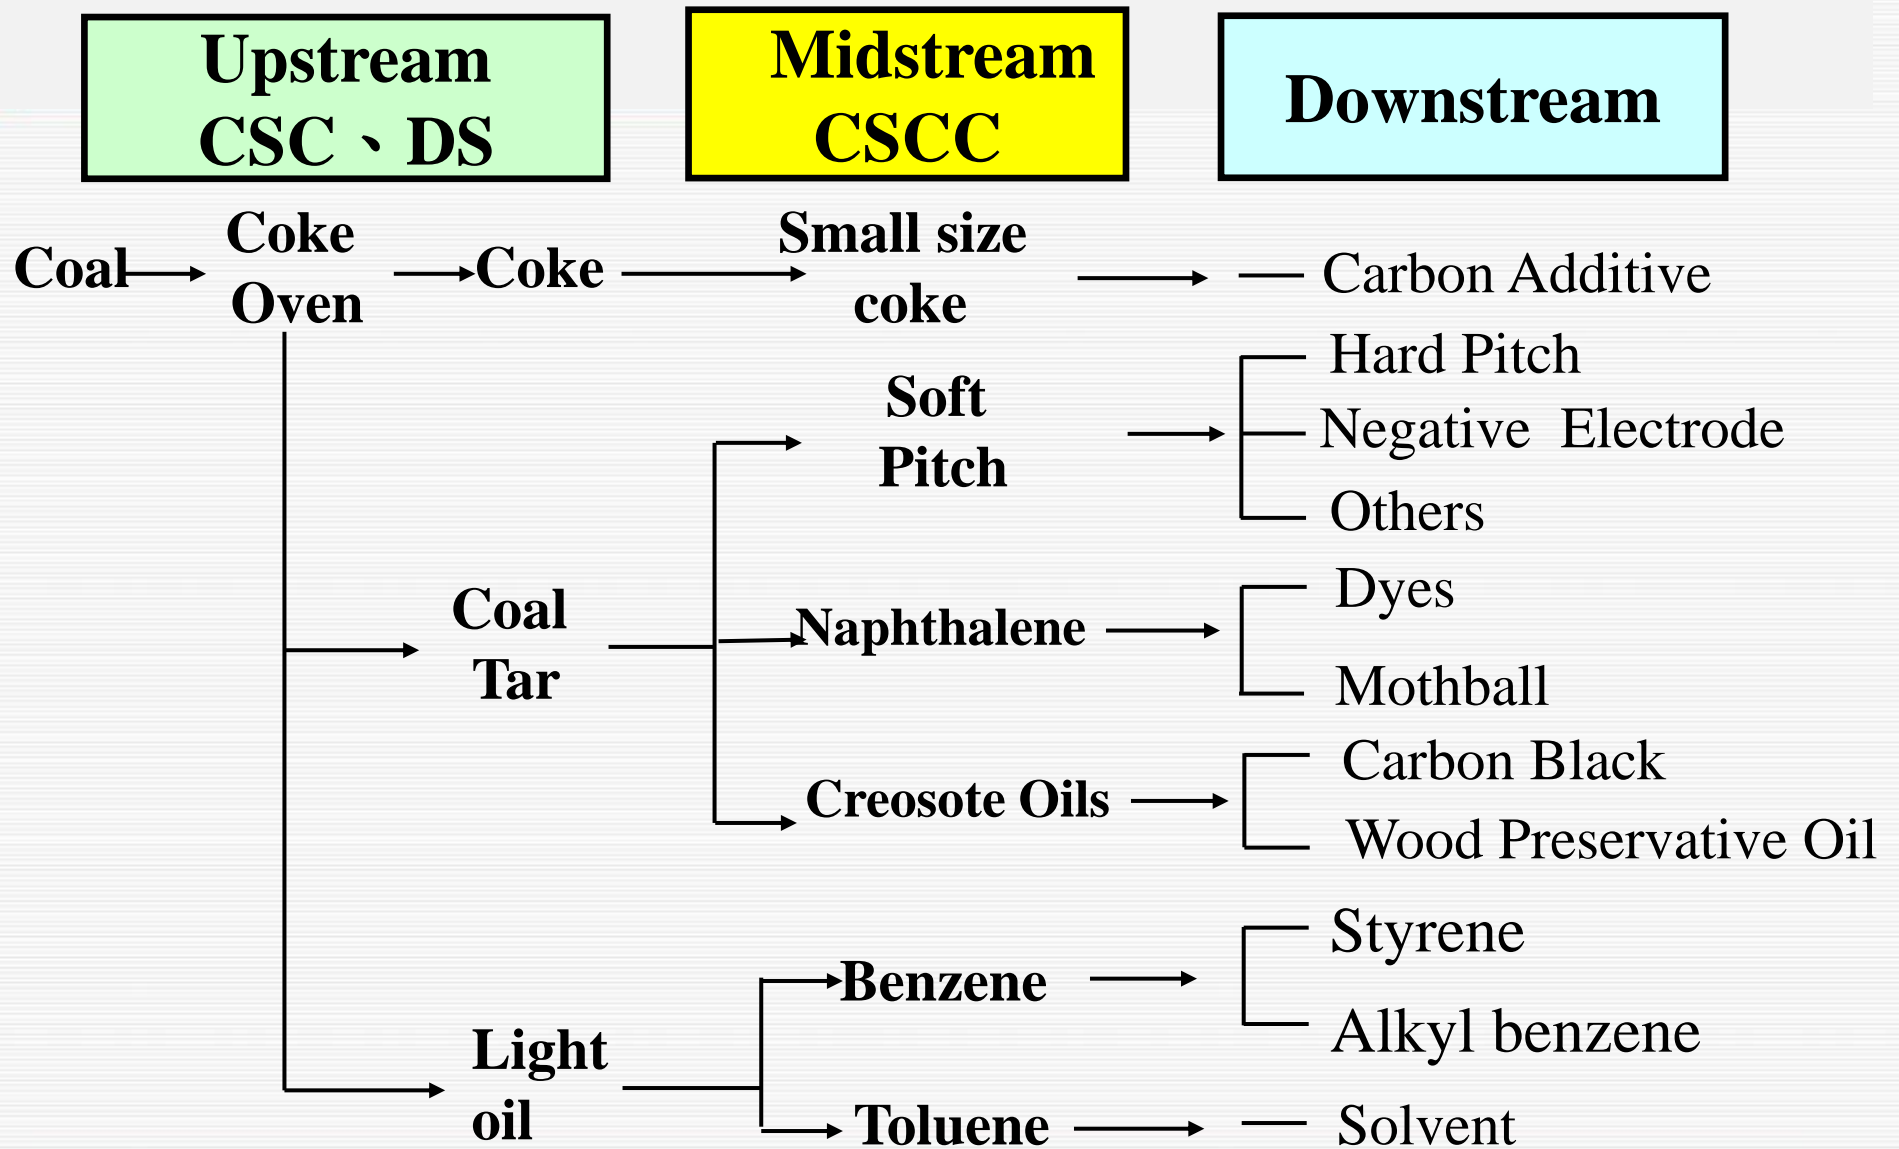 Upstream
CSC、DS
Midstream
CSCC
Downstream
Coal
Coke
Oven
Coke
Small size
coke
Carbon Additive
Soft
Pitch
Hard Pitch
Negative Electrode
Others
Coal
Tar
Naphthalene
Dyes
Mothball
Creosote Oils
Carbon Black
Wood Preservative Oil
Light
oil
Benzene
Styrene
Alkyl benzene
Toluene
Solvent